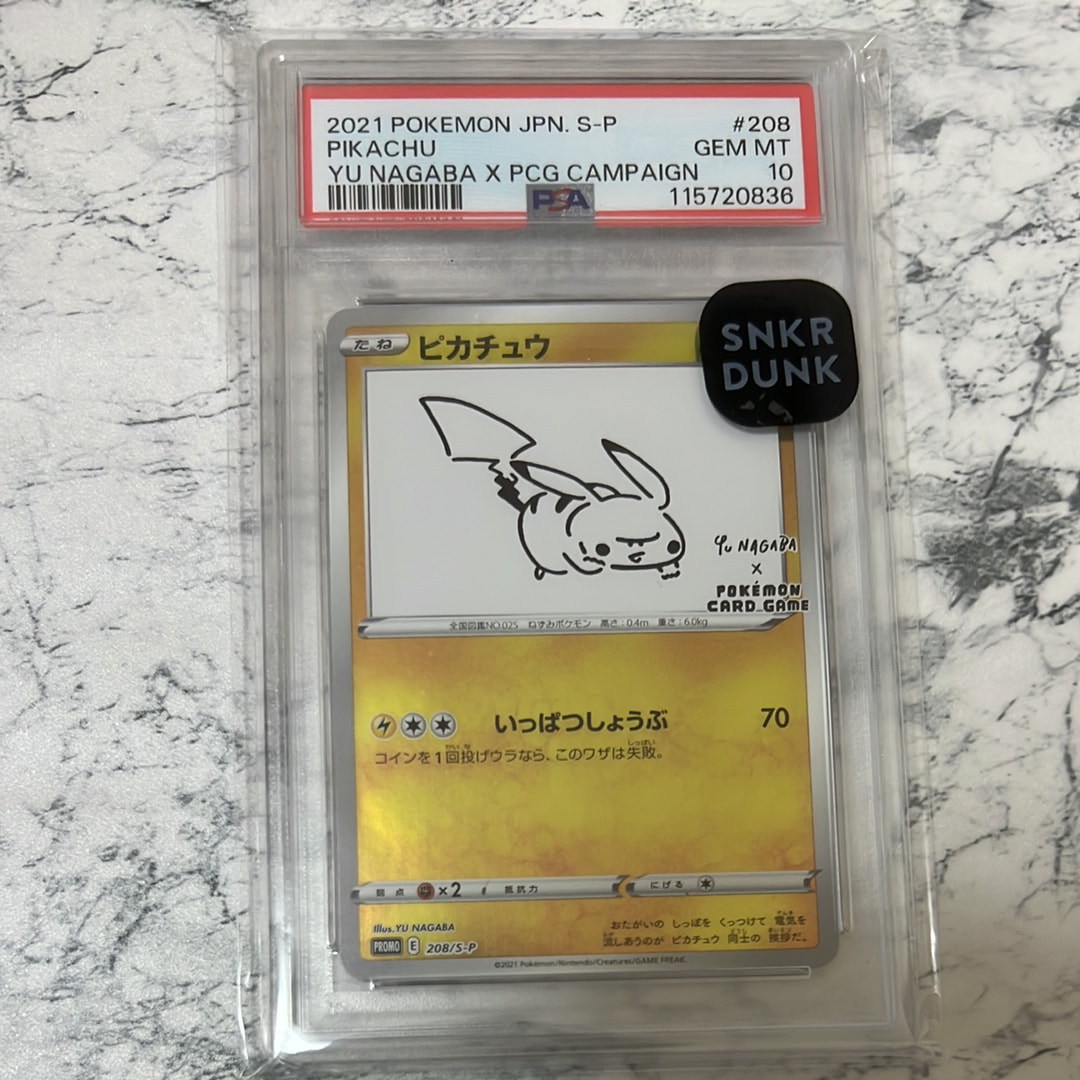 2021 POKEMON JPN. S-P #208
PIKACHU GEM MT
YU NAGABA X PCG CAMPAIGN 10
PSA 115720836
SNKR
DUNK
たね ピカチュウ
Yu NAGABA
×
POKÉMON
CARD GAME
全国図鑑NO.025 ねずみポケモン 高さ:0.4m 重さ:6.0kg
いっぱつしょうぶ 70
コインを1回投げウラなら、このワザは失敗。
弱点 ×2 抵抗力 にげる
Illus.YU NAGABA
おたがいの しっぽを くっつけて 電気を
流しあうのが ピカチュウ 同士の 挨拶だ。
PROMO E 208/S-P
©2021 Pokémon/Nintendo/Creatures/GAME FREAK.